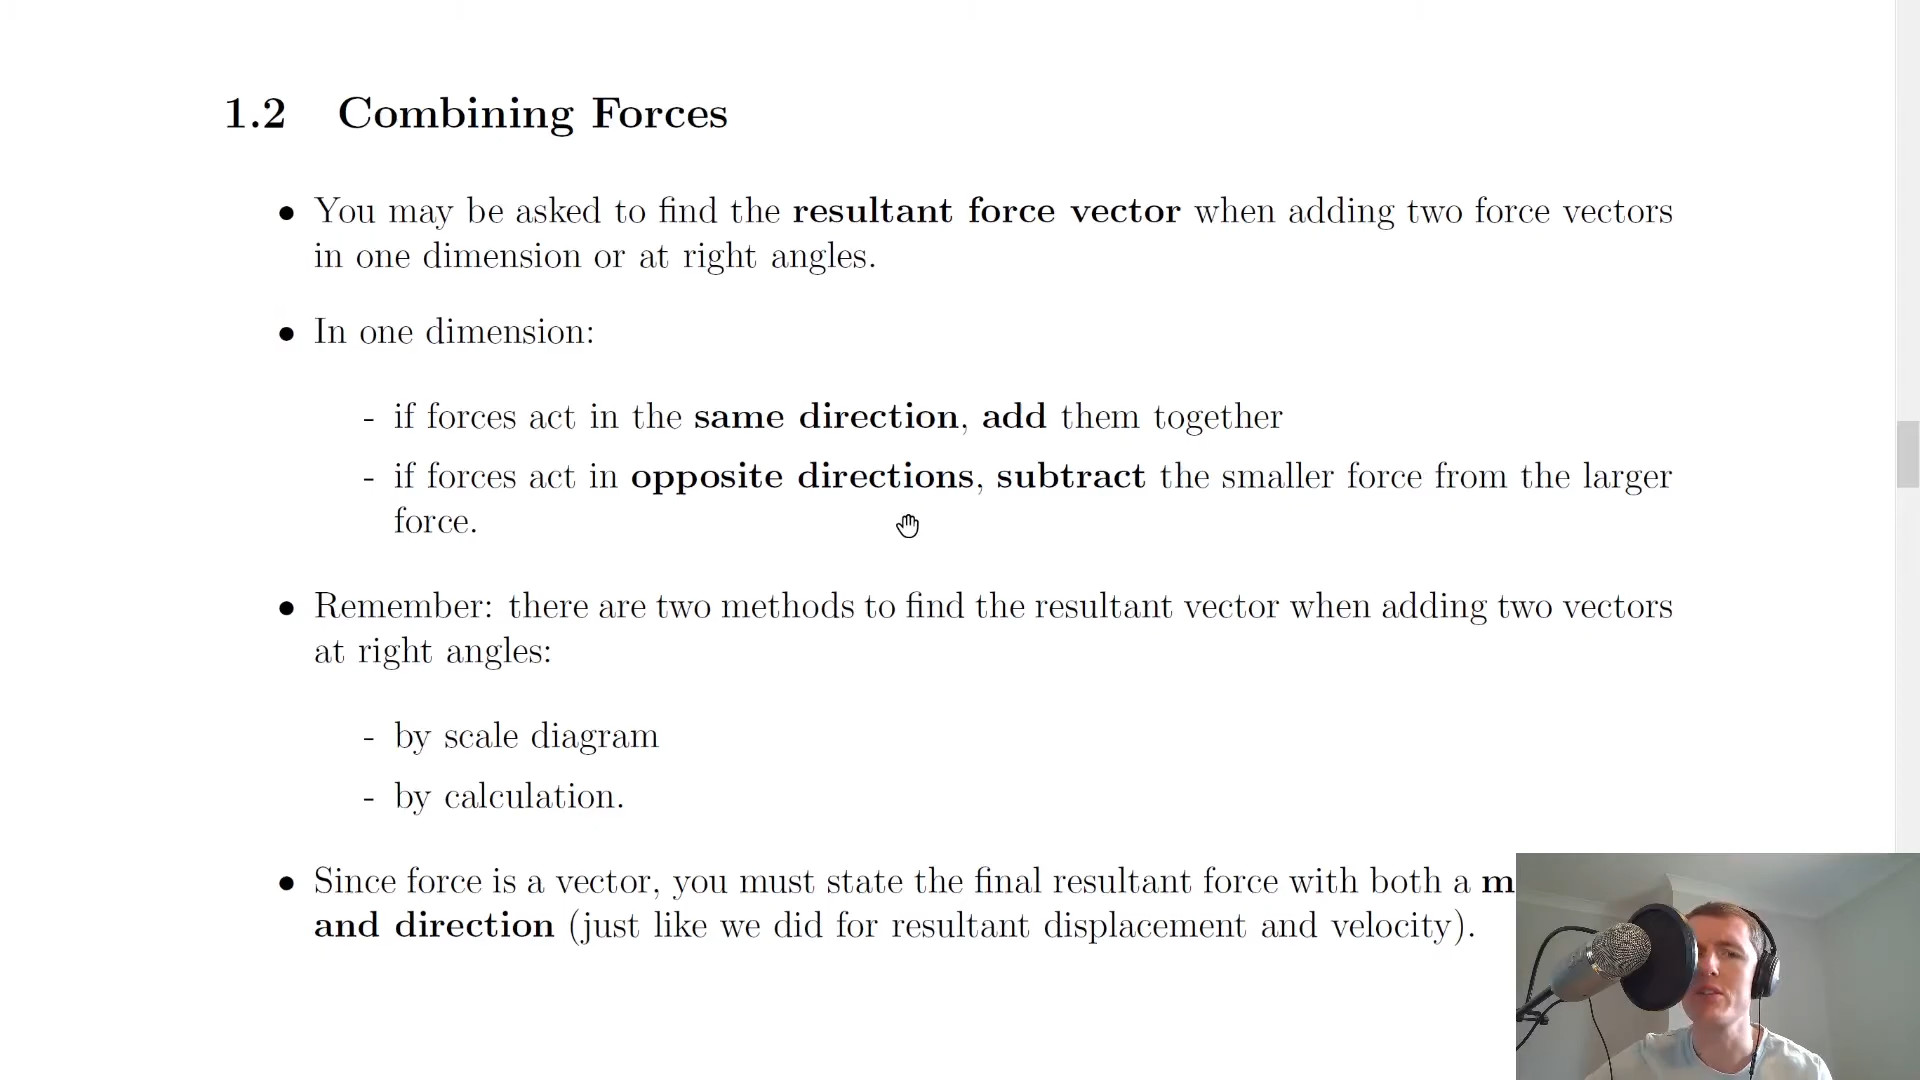 1.2 Combining Forces
• You may be asked to find the resultant force vector when adding two force vectors
in one dimension or at right angles.
• In one dimension:
- if forces act in the same direction, add them together
- if forces act in opposite directions, subtract the smaller force from the larger
force.
• Remember: there are two methods to find the resultant vector when adding two vectors
at right angles:
- by scale diagram
- by calculation.
• Since force is a vector, you must state the final resultant force with both a
and direction (just like we did for resultant displacement and velocity).